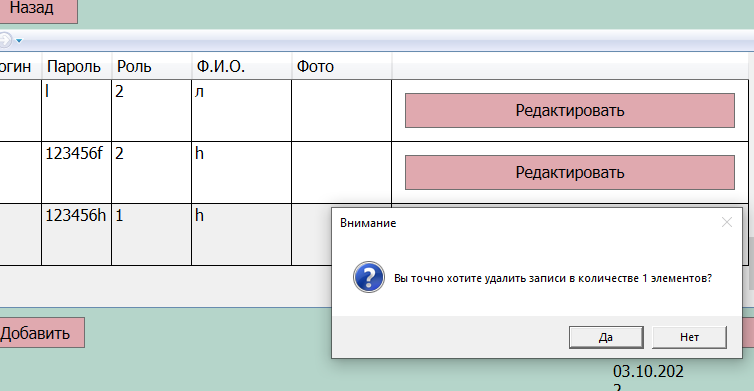 Назад
огин Пароль Роль Ф.И.О. Фото
l 2 л Редактировать
123456f 2 h Редактировать
123456h 1 h
Внимание
Вы точно хотите удалить записи в количестве 1 элементов?
Да Нет
Добавить
03.10.202
2